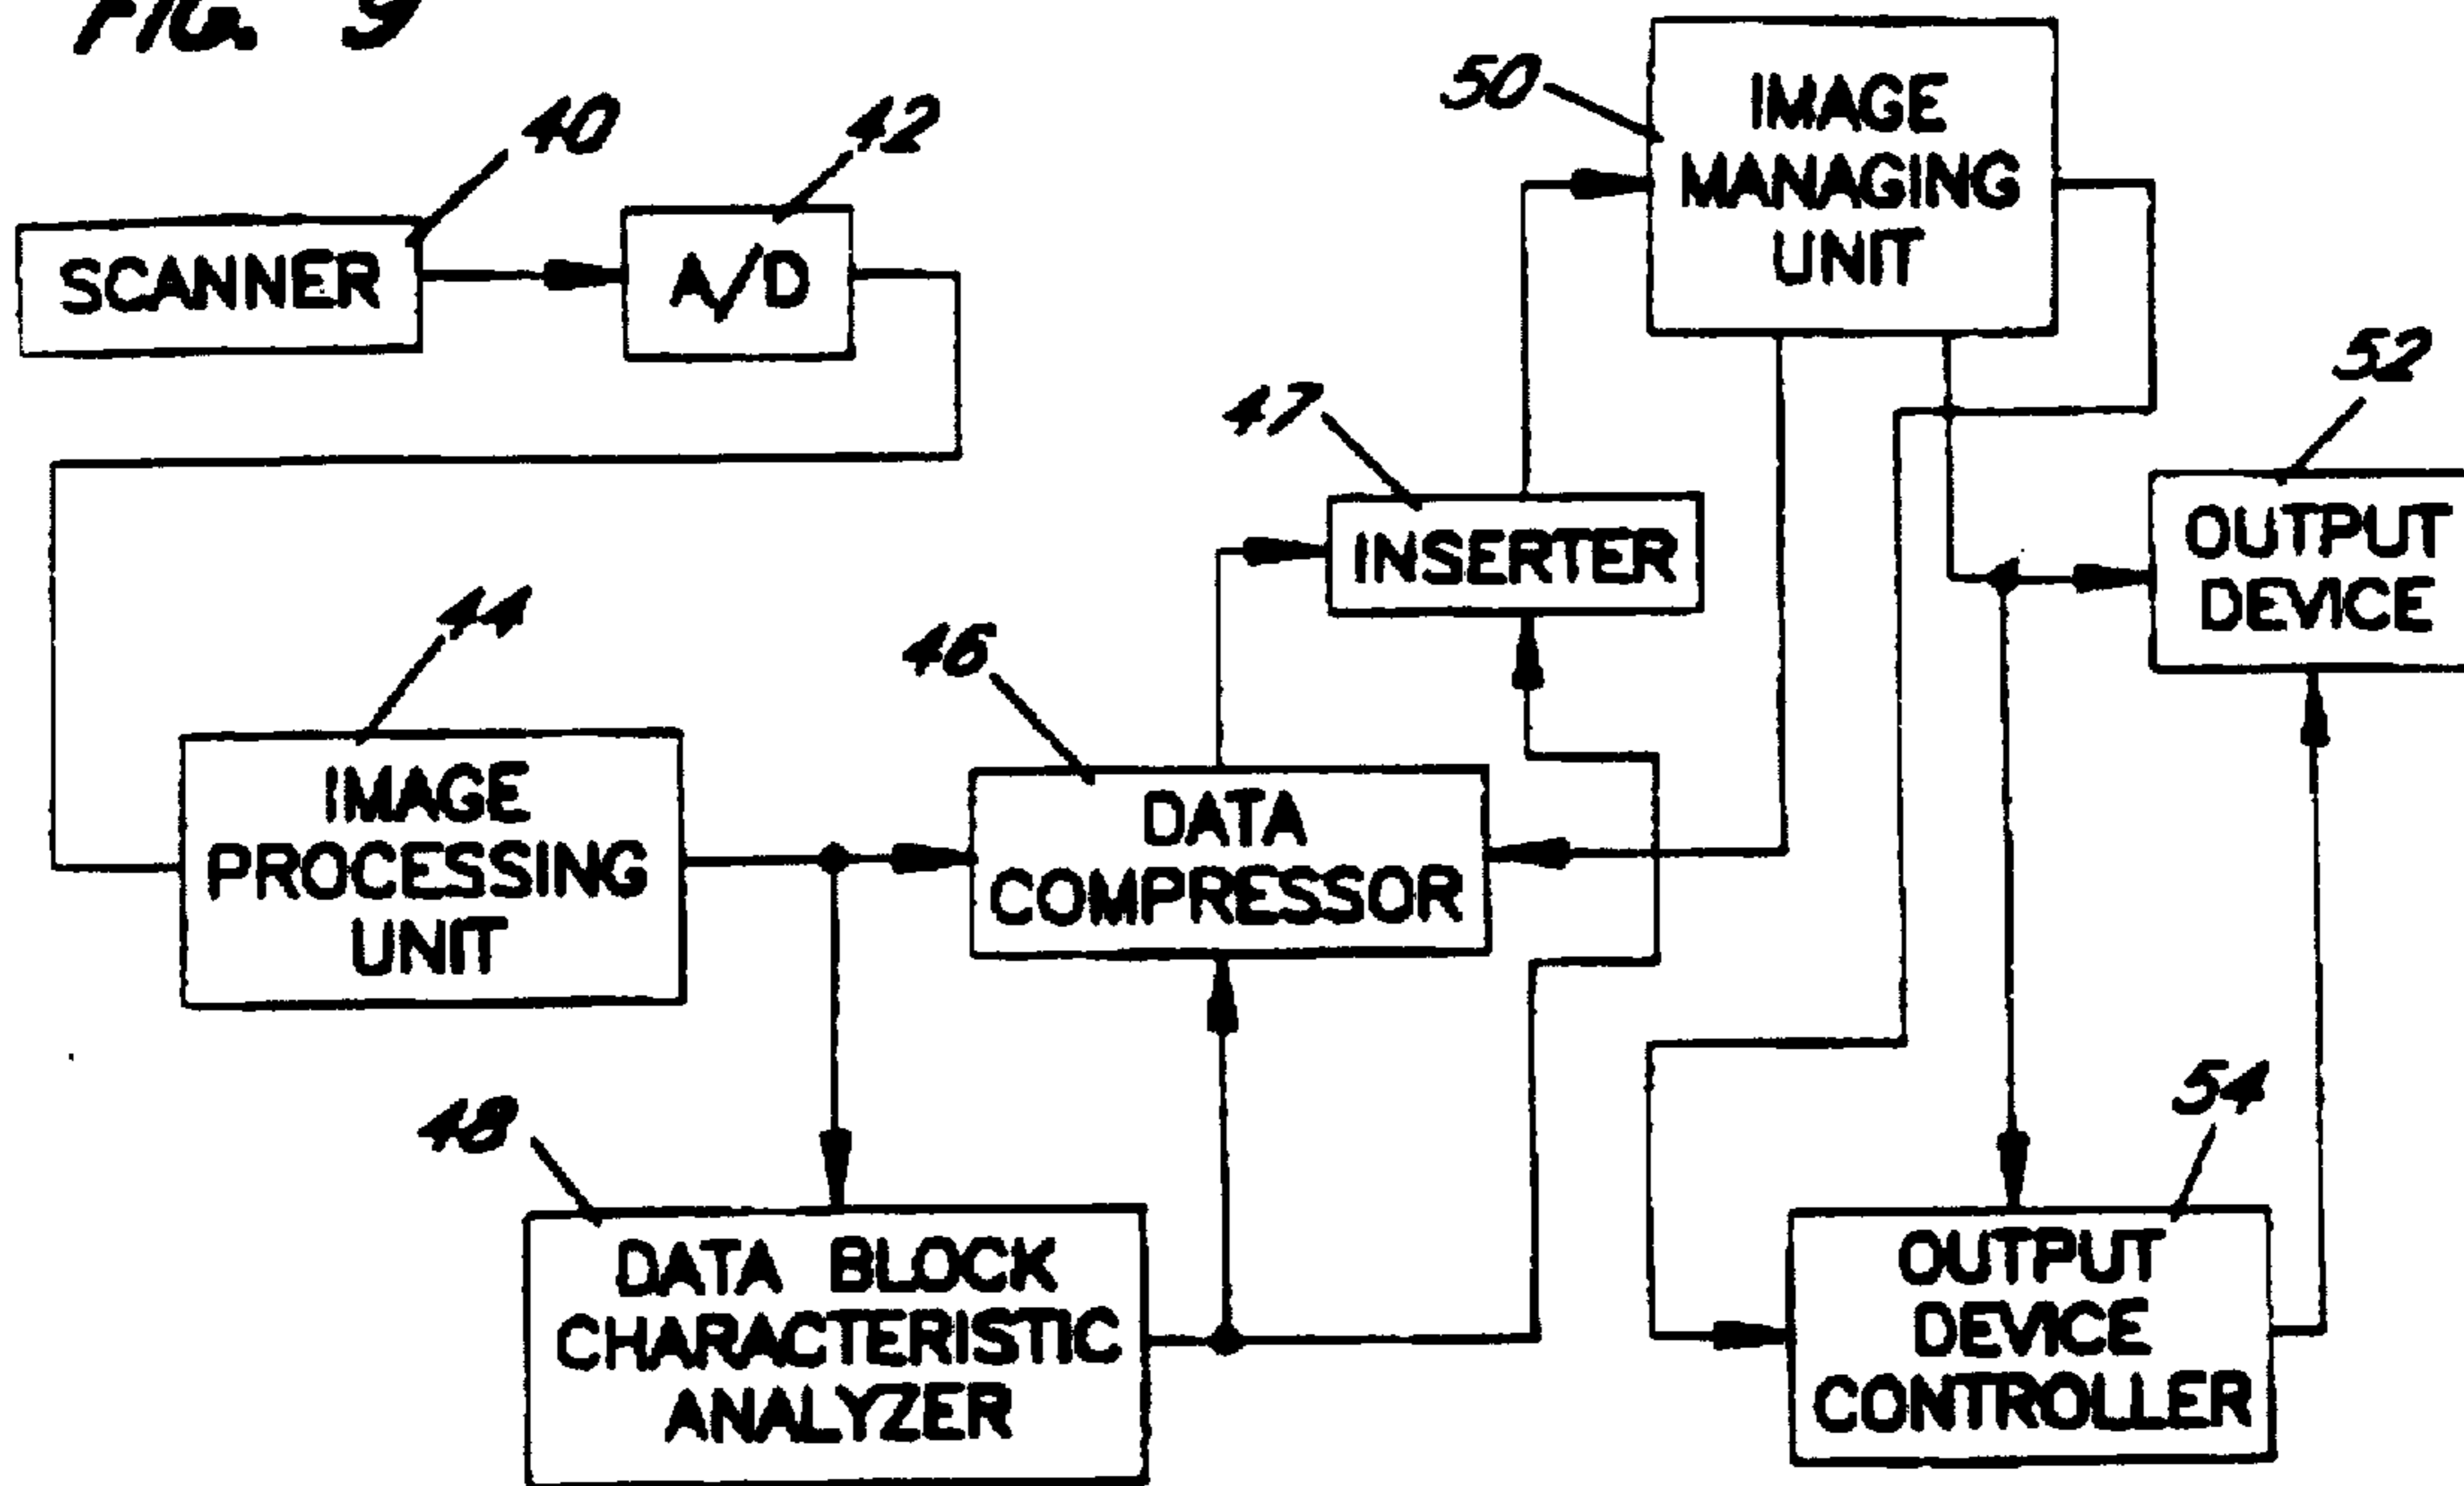 FIG. 9
40
42
SCANNER
A/D
50
IMAGE
MANAGING
UNIT
52
OUTPUT
DEVICE
47
INSERTER
44
IMAGE
PROCESSING
UNIT
46
DATA
COMPRESSOR
48
DATA BLOCK
CHARACTERISTIC
ANALYZER
54
OUTPUT
DEVICE
CONTROLLER